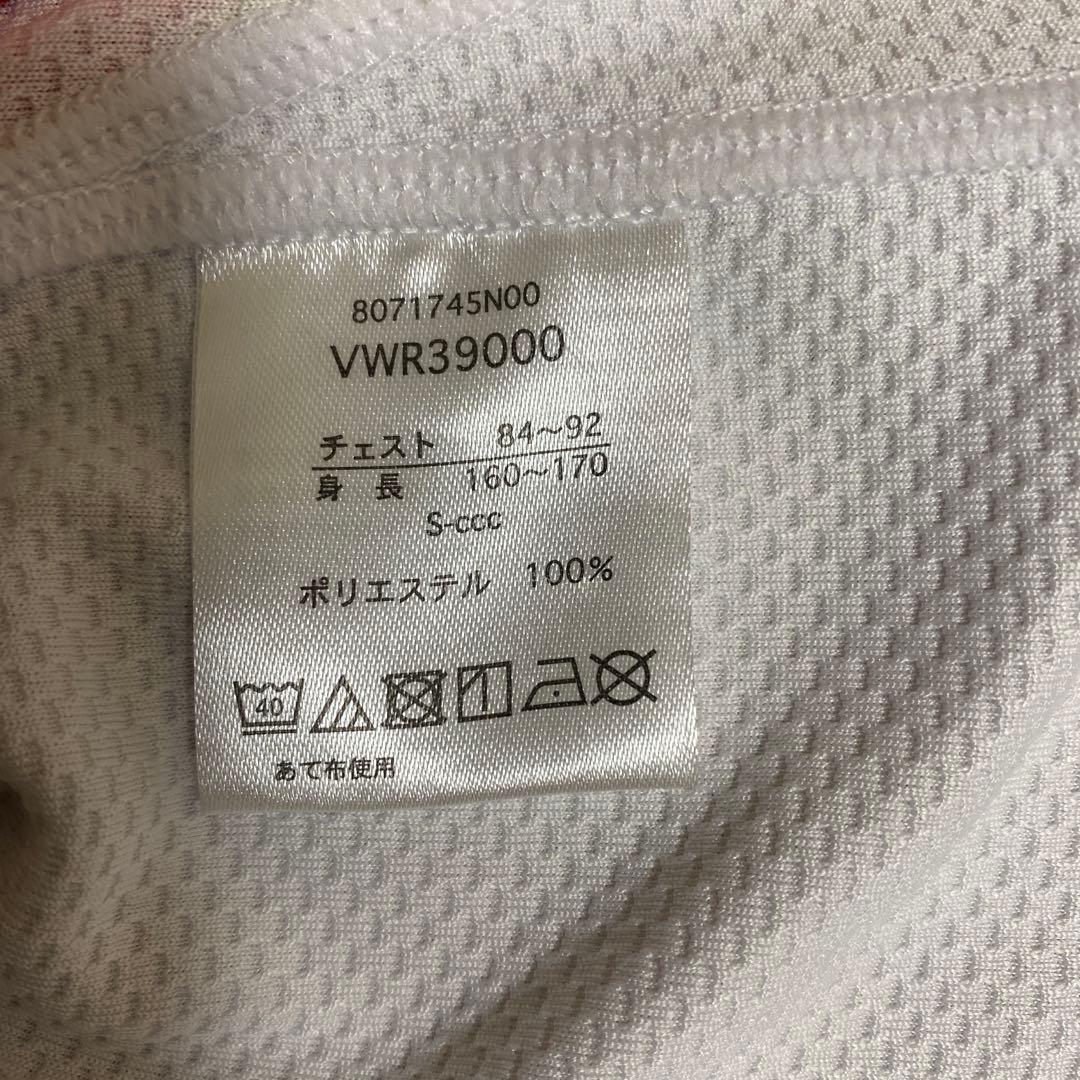 8071745N00
VWR39000
チェスト 84～92
身長 160～170
S-ccc
ポリエステル 100%
40
あて布使用